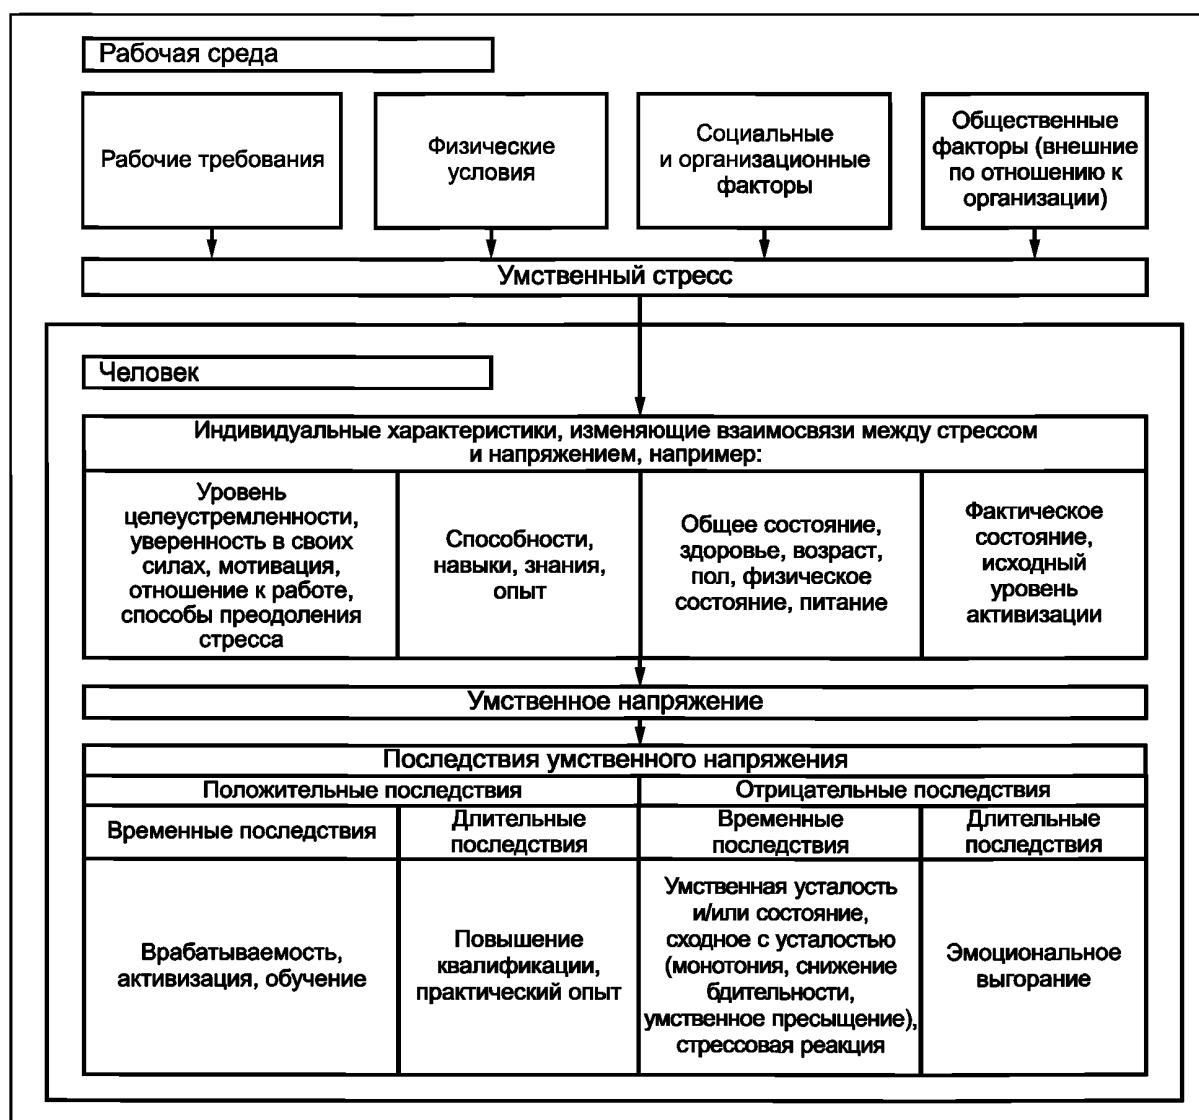 Рабочая среда
Рабочие требования
Физические
условия
Социальные
и организационные
факторы
Общественные
факторы (внешние
по отношению к
организации)
Умственный стресс
Человек
Индивидуальные характеристики, изменяющие взаимосвязи между стрессом
и напряжением, например:
Уровень
целеустремленности,
уверенность в своих
силах, мотивация,
отношение к работе,
способы преодоления
стресса
Способности,
навыки, знания,
опыт
Общее состояние,
здоровье, возраст,
пол, физическое
состояние, питание
Фактическое
состояние,
исходный
уровень
активизации
Умственное напряжение
Последствия умственного напряжения
Положительные последствия
Отрицательные последствия
Временные последствия
Длительные
последствия
Временные
последствия
Длительные
последствия
Врабатываемость,
активизация, обучение
Повышение
квалификации,
практический опыт
Умственная усталость
и/или состояние,
сходное с усталостью
(монотония, снижение
бдительности,
умственное пресыщение),
стрессовая реакция
Эмоциональное
выгорание